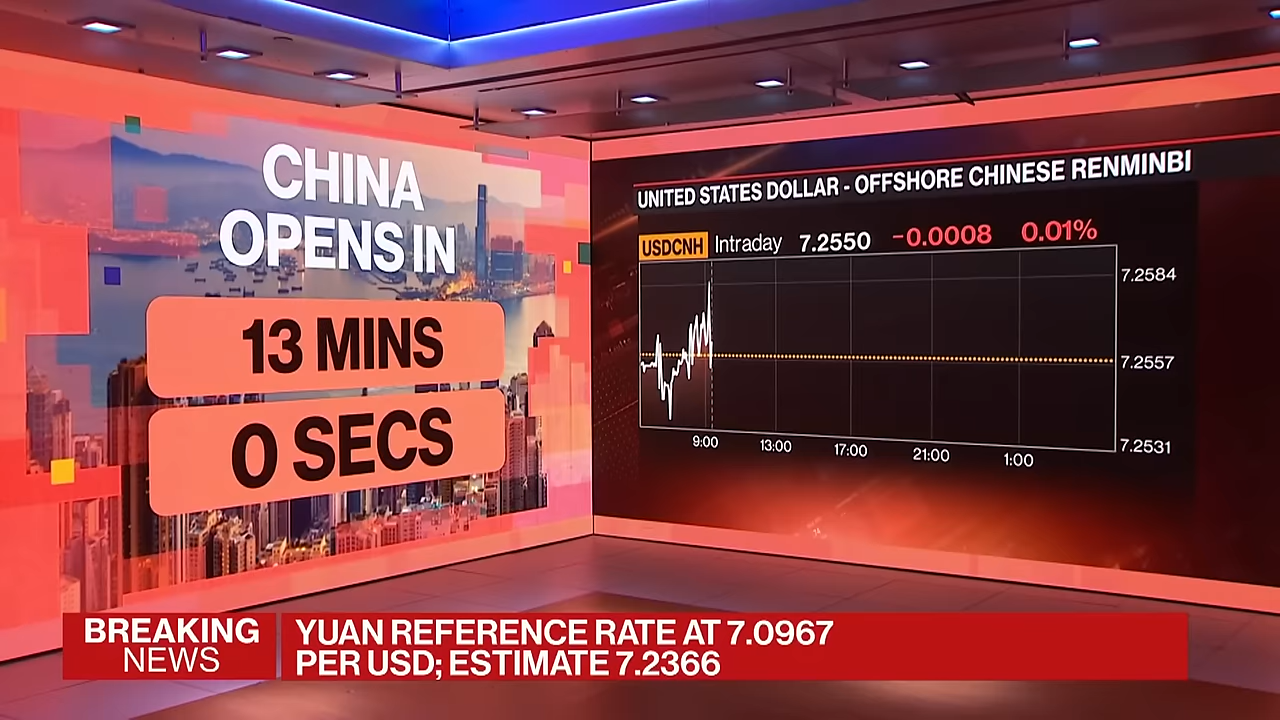 CHINA
OPENS IN
13 MINS
0 SECS
UNITED STATES DOLLAR - OFFSHORE CHINESE RENMINBI
USDCNH Intraday 7.2550 -0.0008 0.01%
7.2584
7.2557
7.2531
9:00 13:00 17:00 21:00 1:00
BREAKING
NEWS
YUAN REFERENCE RATE AT 7.0967
PER USD; ESTIMATE 7.2366